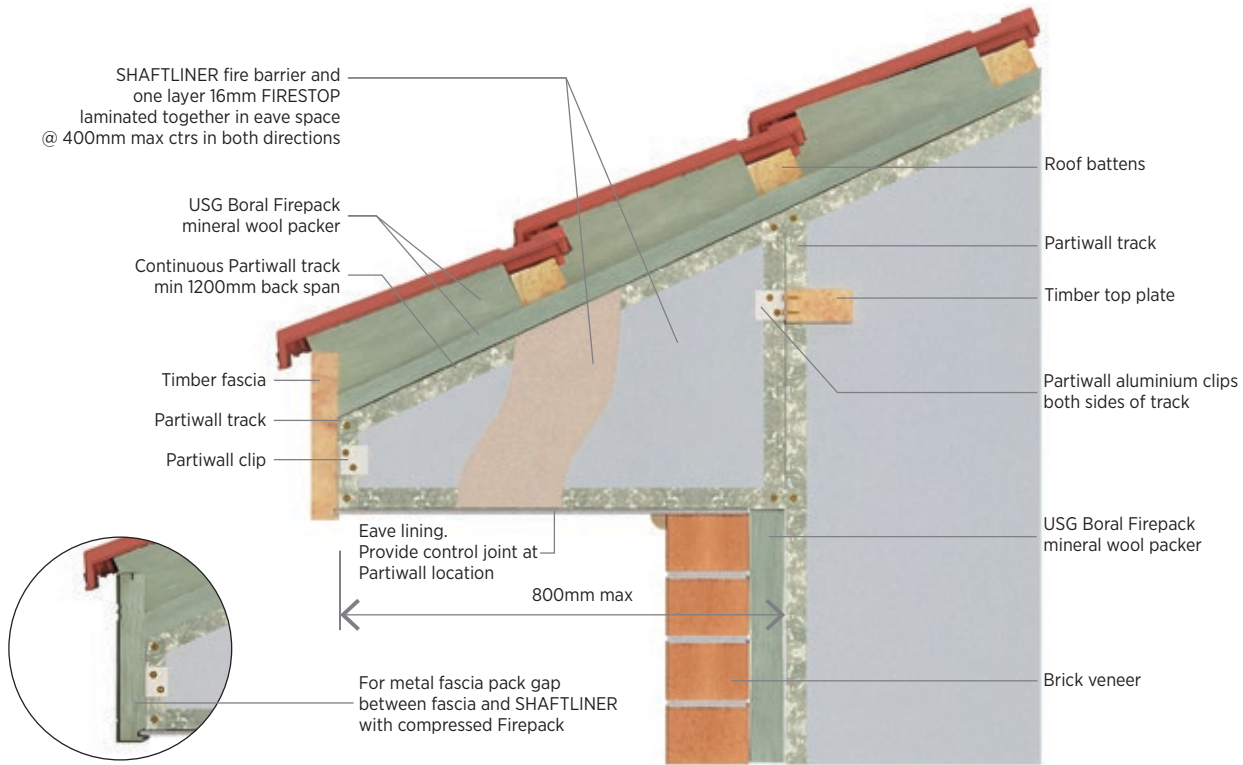 SHAFTLINER fire barrier and
one layer 16mm FIRESTOP
laminated together in eave space
@ 400mm max ctrs in both directions
USG Boral Firepack
mineral wool packer
Continuous Partiwall track
min 1200mm back span
Timber fascia
Partiwall track
Partiwall clip
Roof battens
Partiwall track
Timber top plate
Partiwall aluminium clips
both sides of track
USG Boral Firepack
mineral wool packer
Brick veneer
Eave lining.
Provide control joint at
Partiwall location
800mm max
For metal fascia pack gap
between fascia and SHAFTLINER
with compressed Firepack